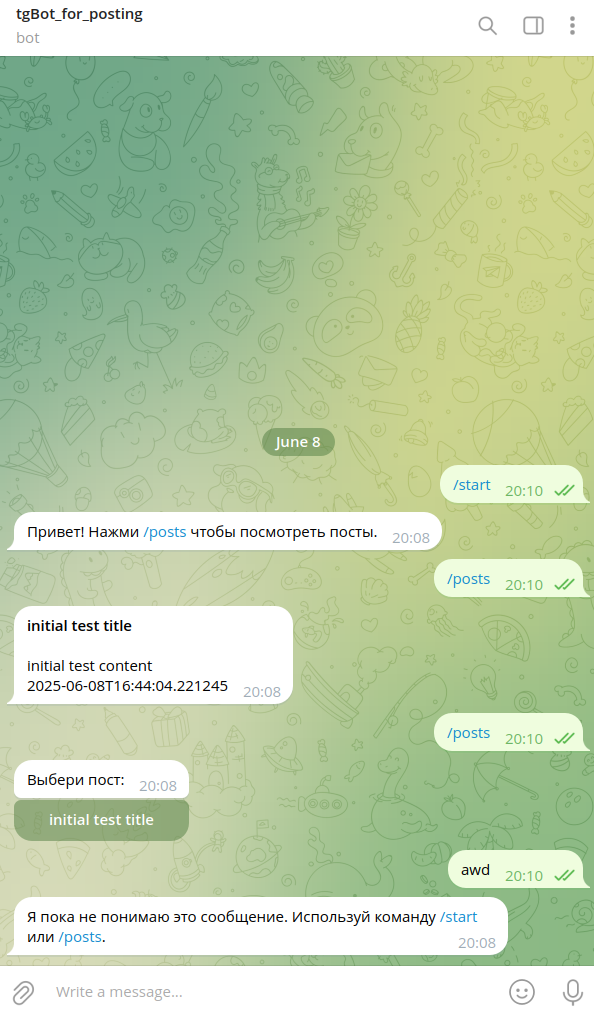 tgBot_for_posting
bot
June 8
/start 20:10
Привет! Нажми /posts чтобы посмотреть посты. 20:08
/posts 20:10
initial test title
initial test content
2025-06-08T16:44:04.221245 20:08
/posts 20:10
Выбери пост: 20:08
initial test title
awd 20:10
Я пока не понимаю это сообщение. Используй команду /start
или /posts. 20:08
Write a message...